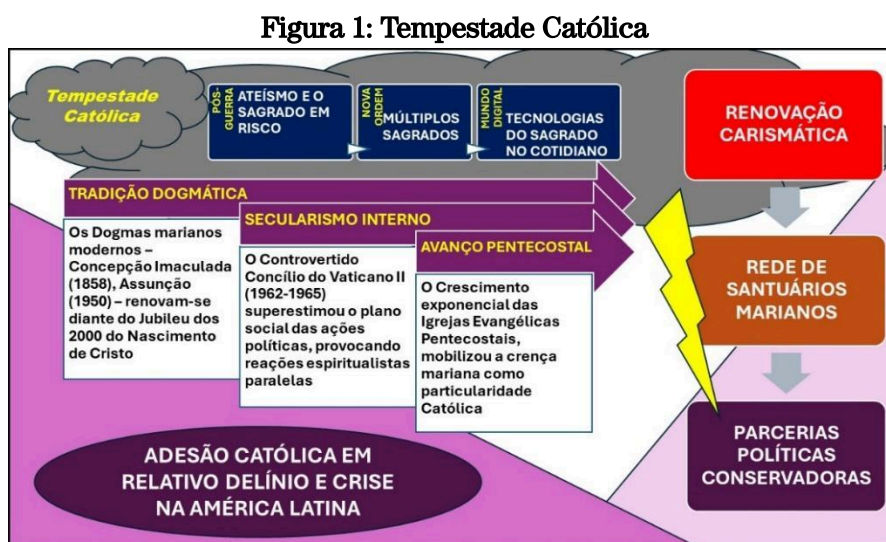 Figura 1: Tempestade Católica
Tempestade
Católica
PÓS-
GUERRA
ATEÍSMO E O
SAGRADO EM
RISCO
NOVA
ORDEM
MÚLTIPLOS
SAGRADOS
MUNDO
DIGITAL
TECNOLOGIAS
DO SAGRADO
NO COTIDIANO
TRADIÇÃO DOGMÁTICA
Os Dogmas marianos
modernos –
Concepção Imaculada
(1858), Assunção
(1950) – renovam-se
diante do Jubileu dos
2000 do Nascimento
de Cristo
SECULARISMO INTERNO
O Controvertido
Concílio do Vaticano II
(1962-1965)
superestimou o plano
social das ações
políticas, provocando
reações espiritualistas
paralelas
AVANÇO PENTECOSTAL
O Crescimento
exponencial das
Igrejas Evangélicas
Pentecostais,
mobilizou a crença
mariana como
particularidade
Católica
ADESÃO CATÓLICA EM
RELATIVO DELÍNIO E CRISE
NA AMÉRICA LATINA
RENOVAÇÃO
CARISMÁTICA
REDE DE
SANTUÁRIOS
MARIANOS
PARCERIAS
POLÍTICAS
CONSERVADORAS